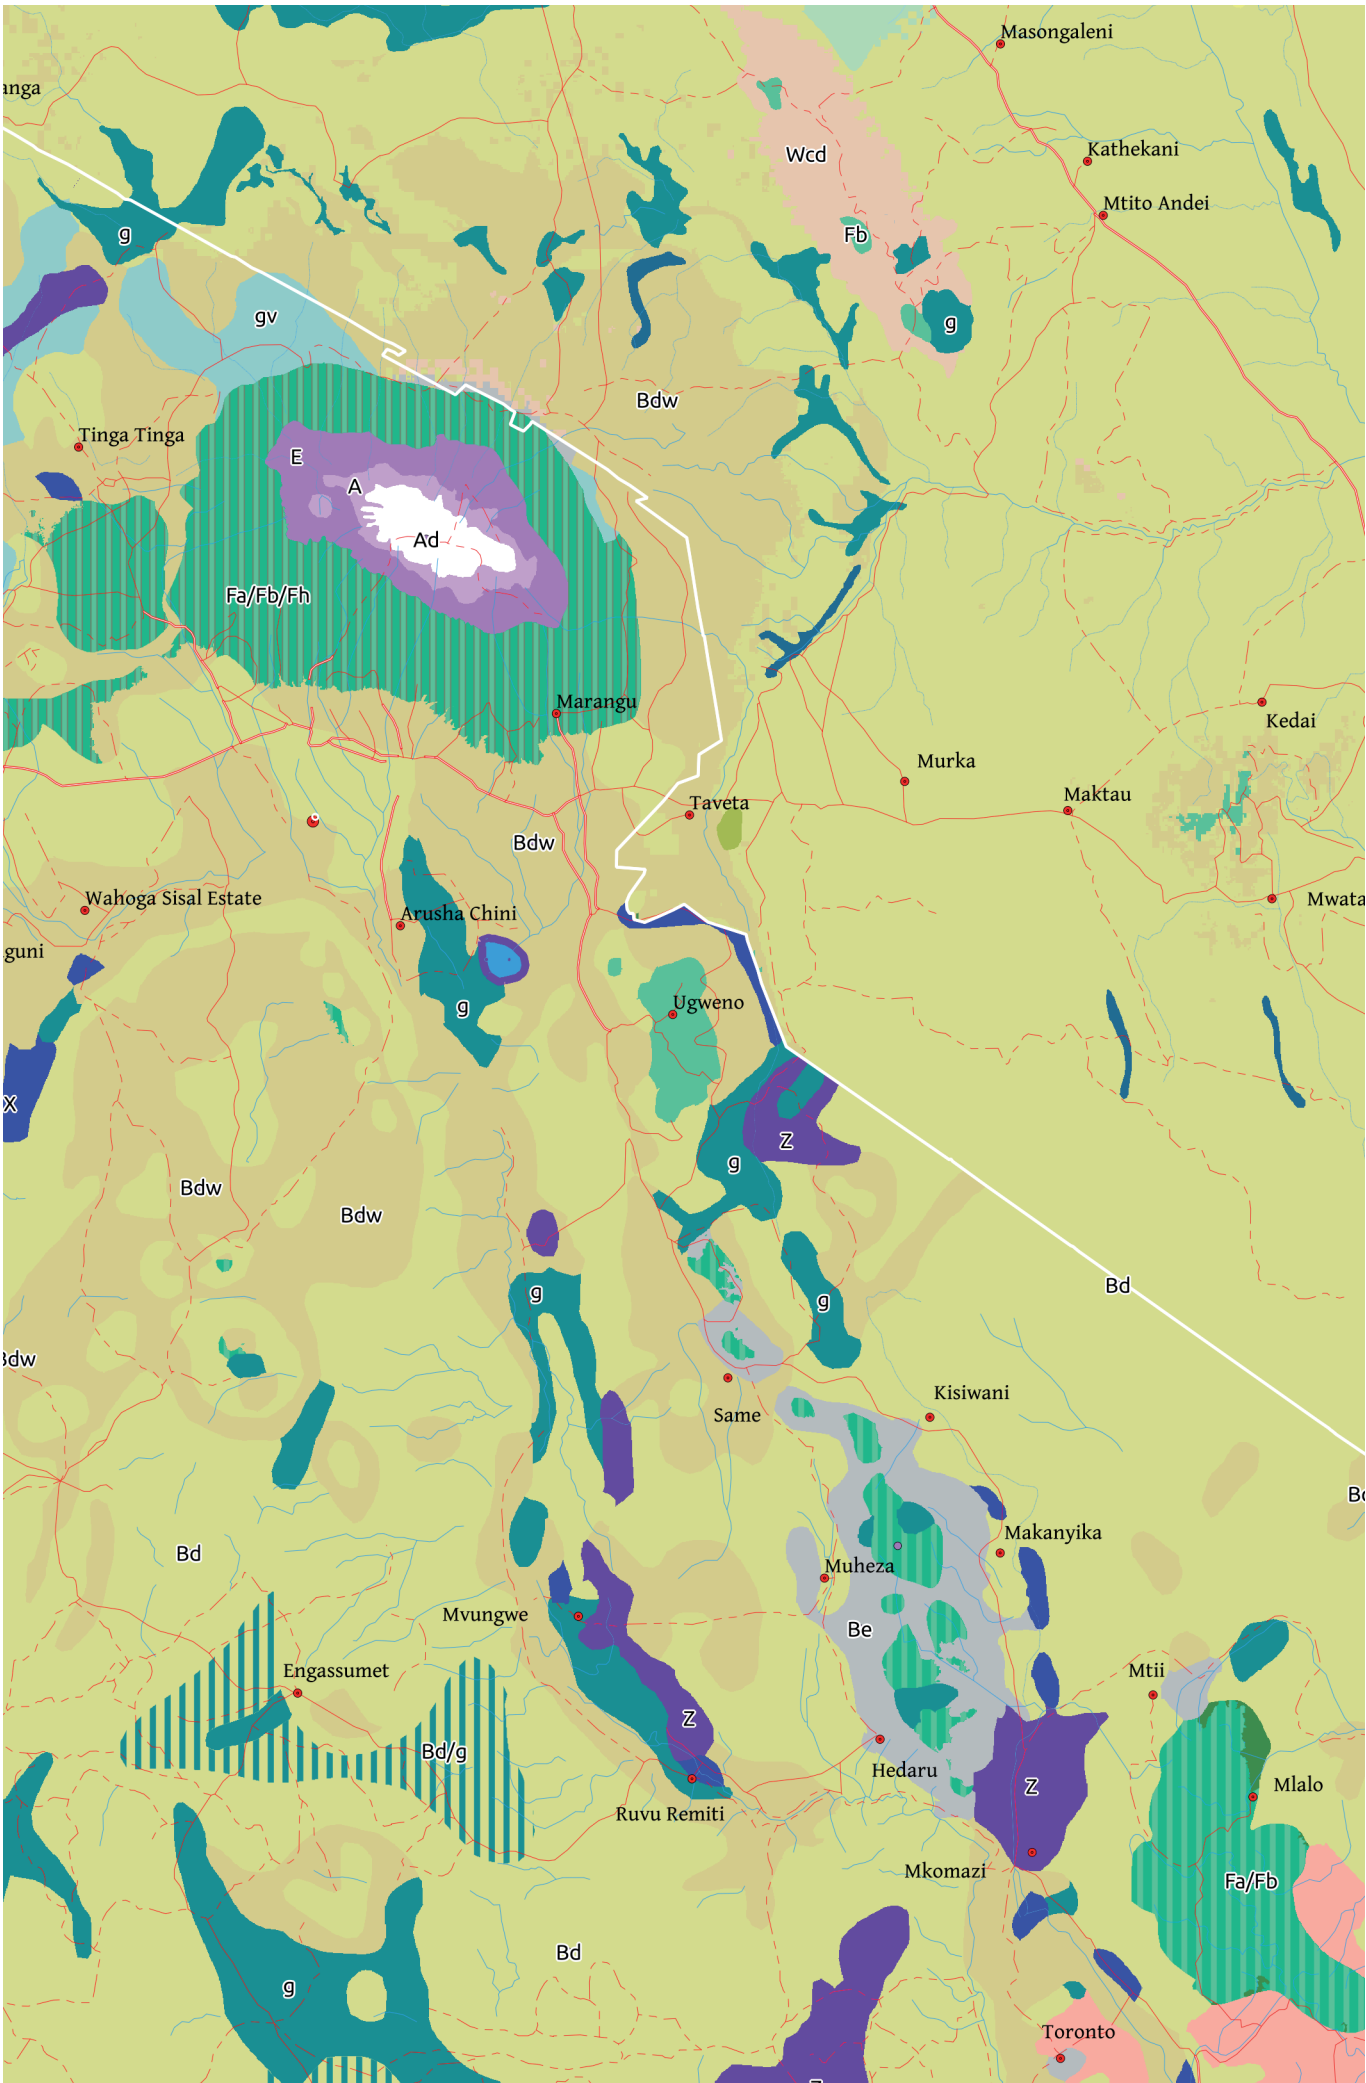 Masongaleni
anga
Kathekani
Wcd
Mtito Andei
g
Fb
gv
g
Bdw
Tinga Tinga
E
A
Ad
Fa/Fb/Fh
Marangu
Kedai
Murka
Maktau
Taveta
Bdw
Wahoga Sisal Estate
Mwata
Arusha Chini
guni
Ugweno
g
X
Z
g
Bdw
Bdw
Bd
g
g
Bdw
Kisiwani
Same
Bd
Makanyika
Bd
Muheza
Mvungwe
Be
Engassumet
Mtii
Z
Bd/g
Hedaru
Z
Mlalo
Ruvu Remiti
Mkomazi
Fa/Fb
Bd
g
Toronto